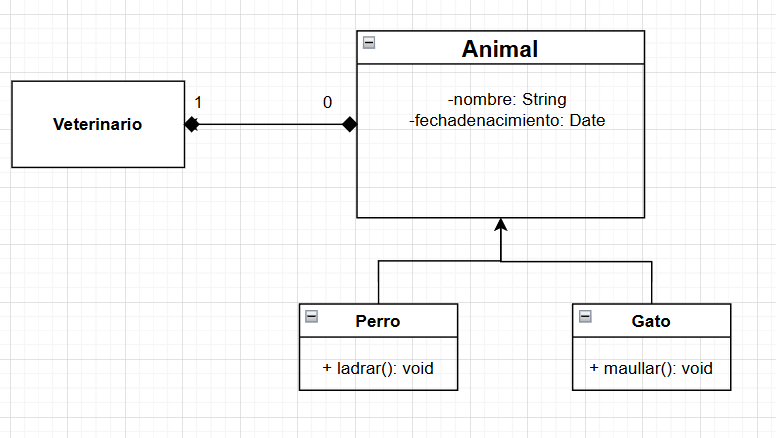 Animal
-nombre: String
-fechadenacimiento: Date
Veterinario
1
0
Perro
+ ladrar(): void
Gato
+ maullar(): void